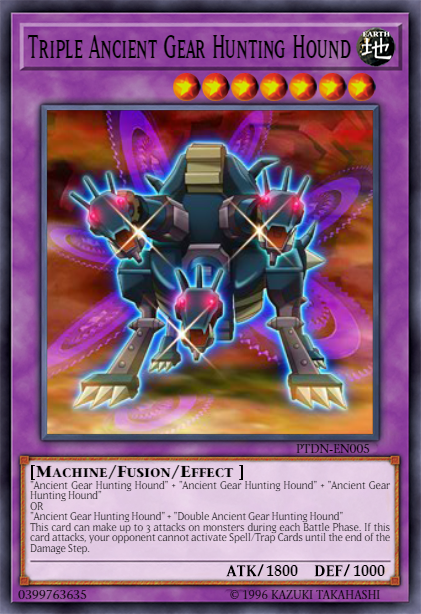 TRIPLE ANCIENT GEAR HUNTING HOUND
EARTH
地
PTDN-EN005
[MACHINE/FUSION/EFFECT ]
"Ancient Gear Hunting Hound" + "Ancient Gear Hunting Hound" + "Ancient Gear
Hunting Hound"
OR
"Ancient Gear Hunting Hound" + "Double Ancient Gear Hunting Hound"
This card can make up to 3 attacks on monsters during each Battle Phase. If this
card attacks, your opponent cannot activate Spell/Trap Cards until the end of the
Damage Step.
ATK/1800 DEF/1000
0399763635
© 1996 KAZUKI TAKAHASHI